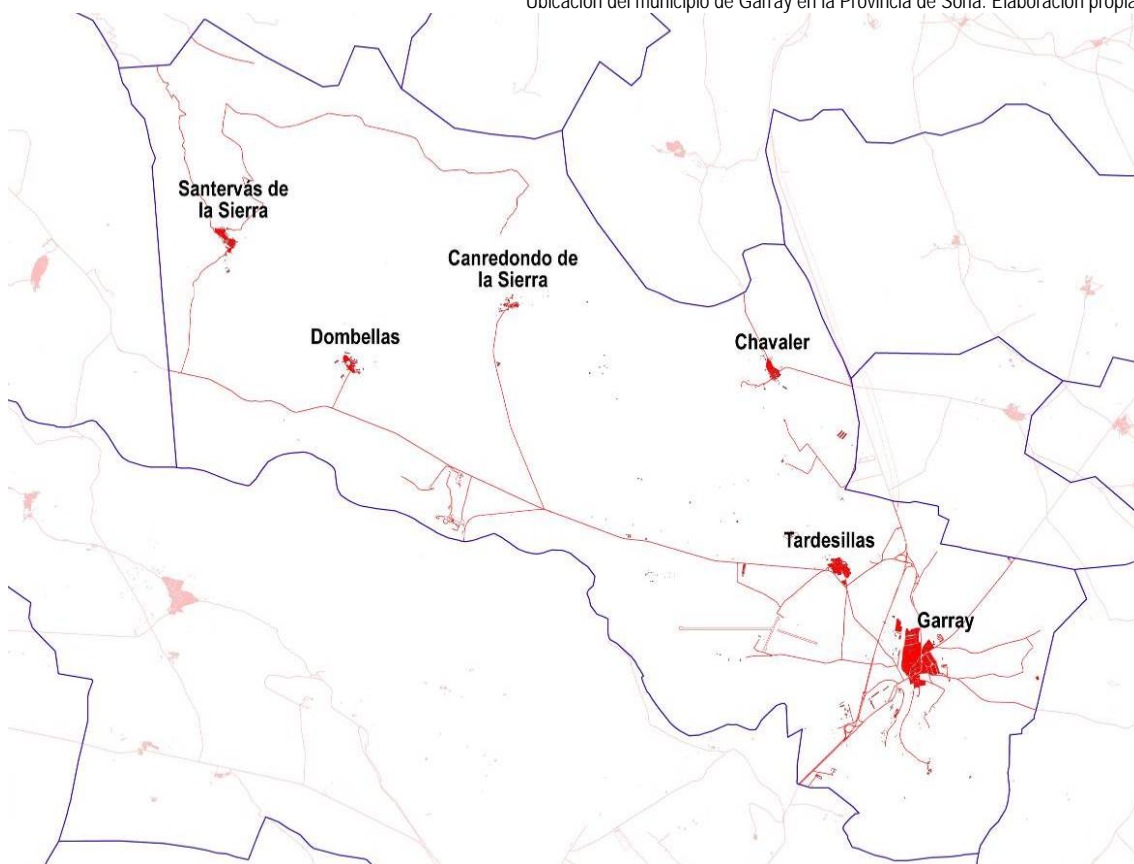 Ubicación del municipio de Garray en la Provincia de Soria. Elaboración propia
Santervás de
la Sierra
Canredondo de
la Sierra
Dombellas
Chavaler
Tardesillas
Garray